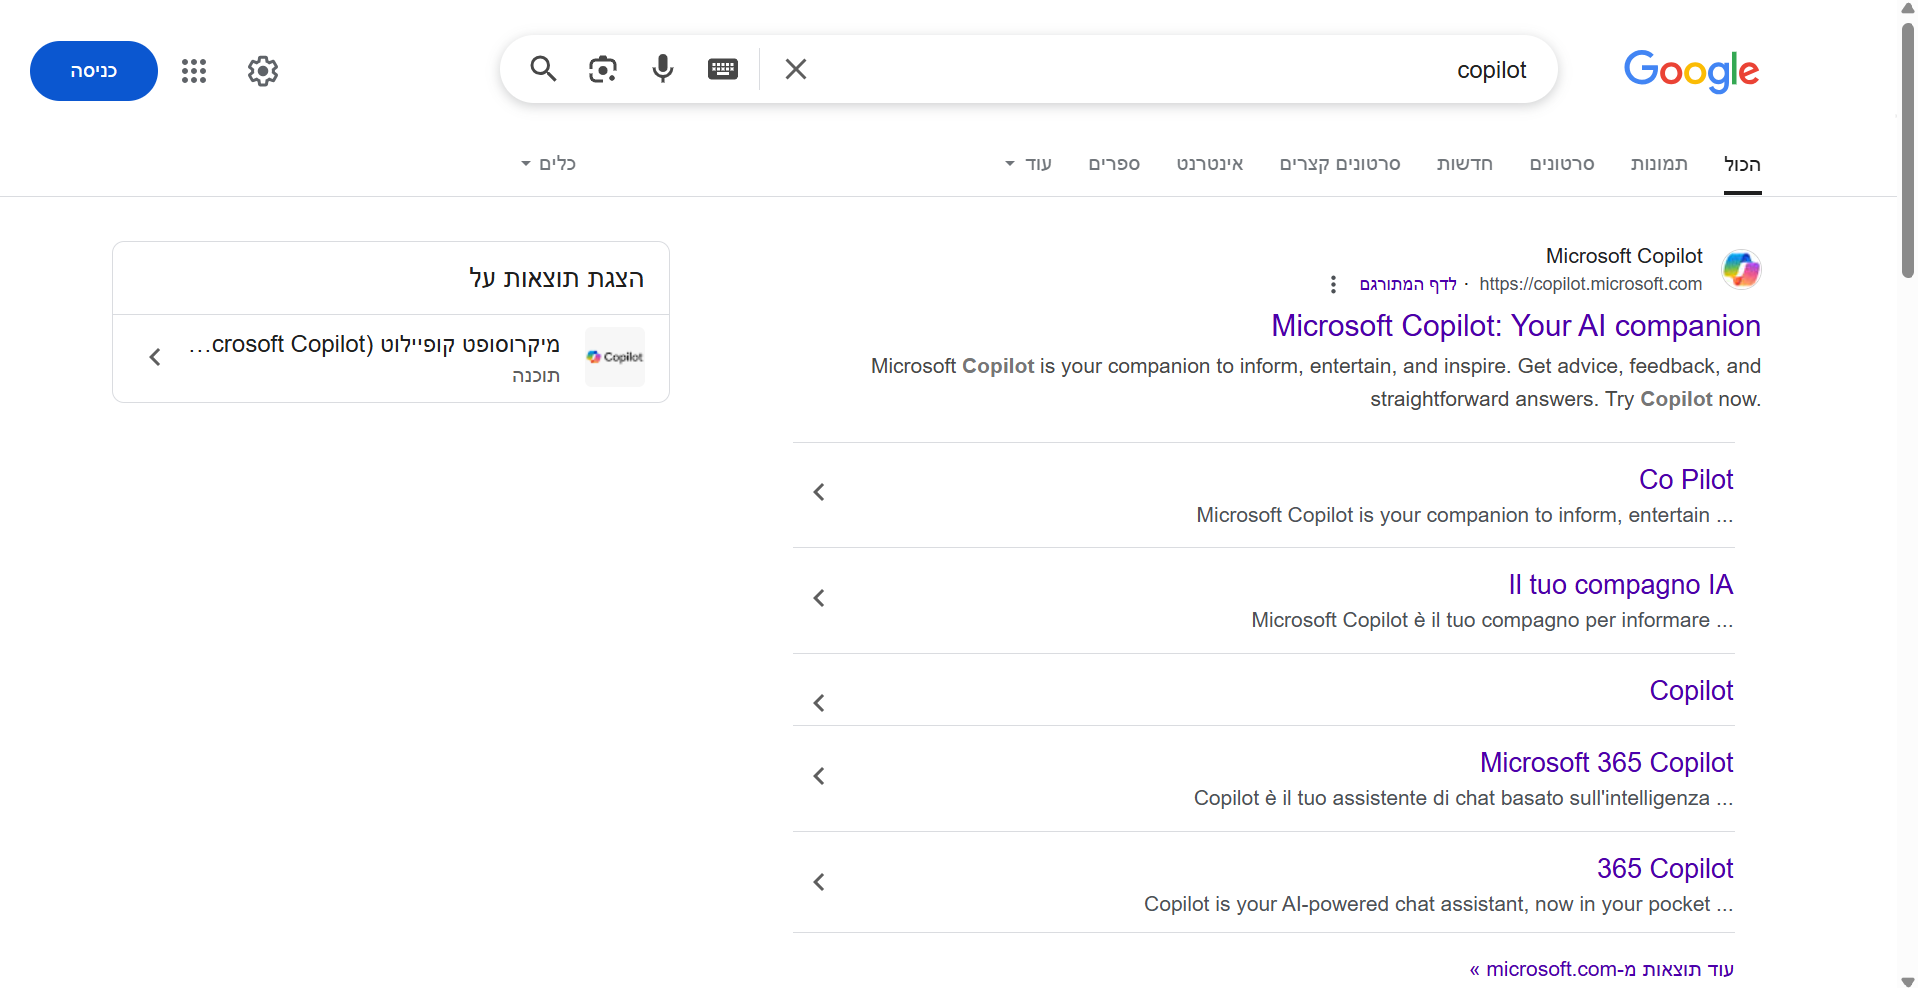 Google
copilot
כניסה
הכול
תמונות
סרטונים
חדשות
סרטונים קצרים
אינטרנט
ספרים
עוד
כלים
Microsoft Copilot
https://copilot.microsoft.com · לדף המתורגם
Microsoft Copilot: Your AI companion
Microsoft Copilot is your companion to inform, entertain, and inspire. Get advice, feedback, and
straightforward answers. Try Copilot now.
Co Pilot
Microsoft Copilot is your companion to inform, entertain ...
Il tuo compagno IA
Microsoft Copilot è il tuo compagno per informare ...
Copilot
Microsoft 365 Copilot
Copilot è il tuo assistente di chat basato sull'intelligenza ...
365 Copilot
Copilot is your AI-powered chat assistant, now in your pocket ...
עוד תוצאות מ-microsoft.com »
הצגת תוצאות על
Copilot
מיקרוסופט קופיילוט (crosoft Copilot...
תוכנה